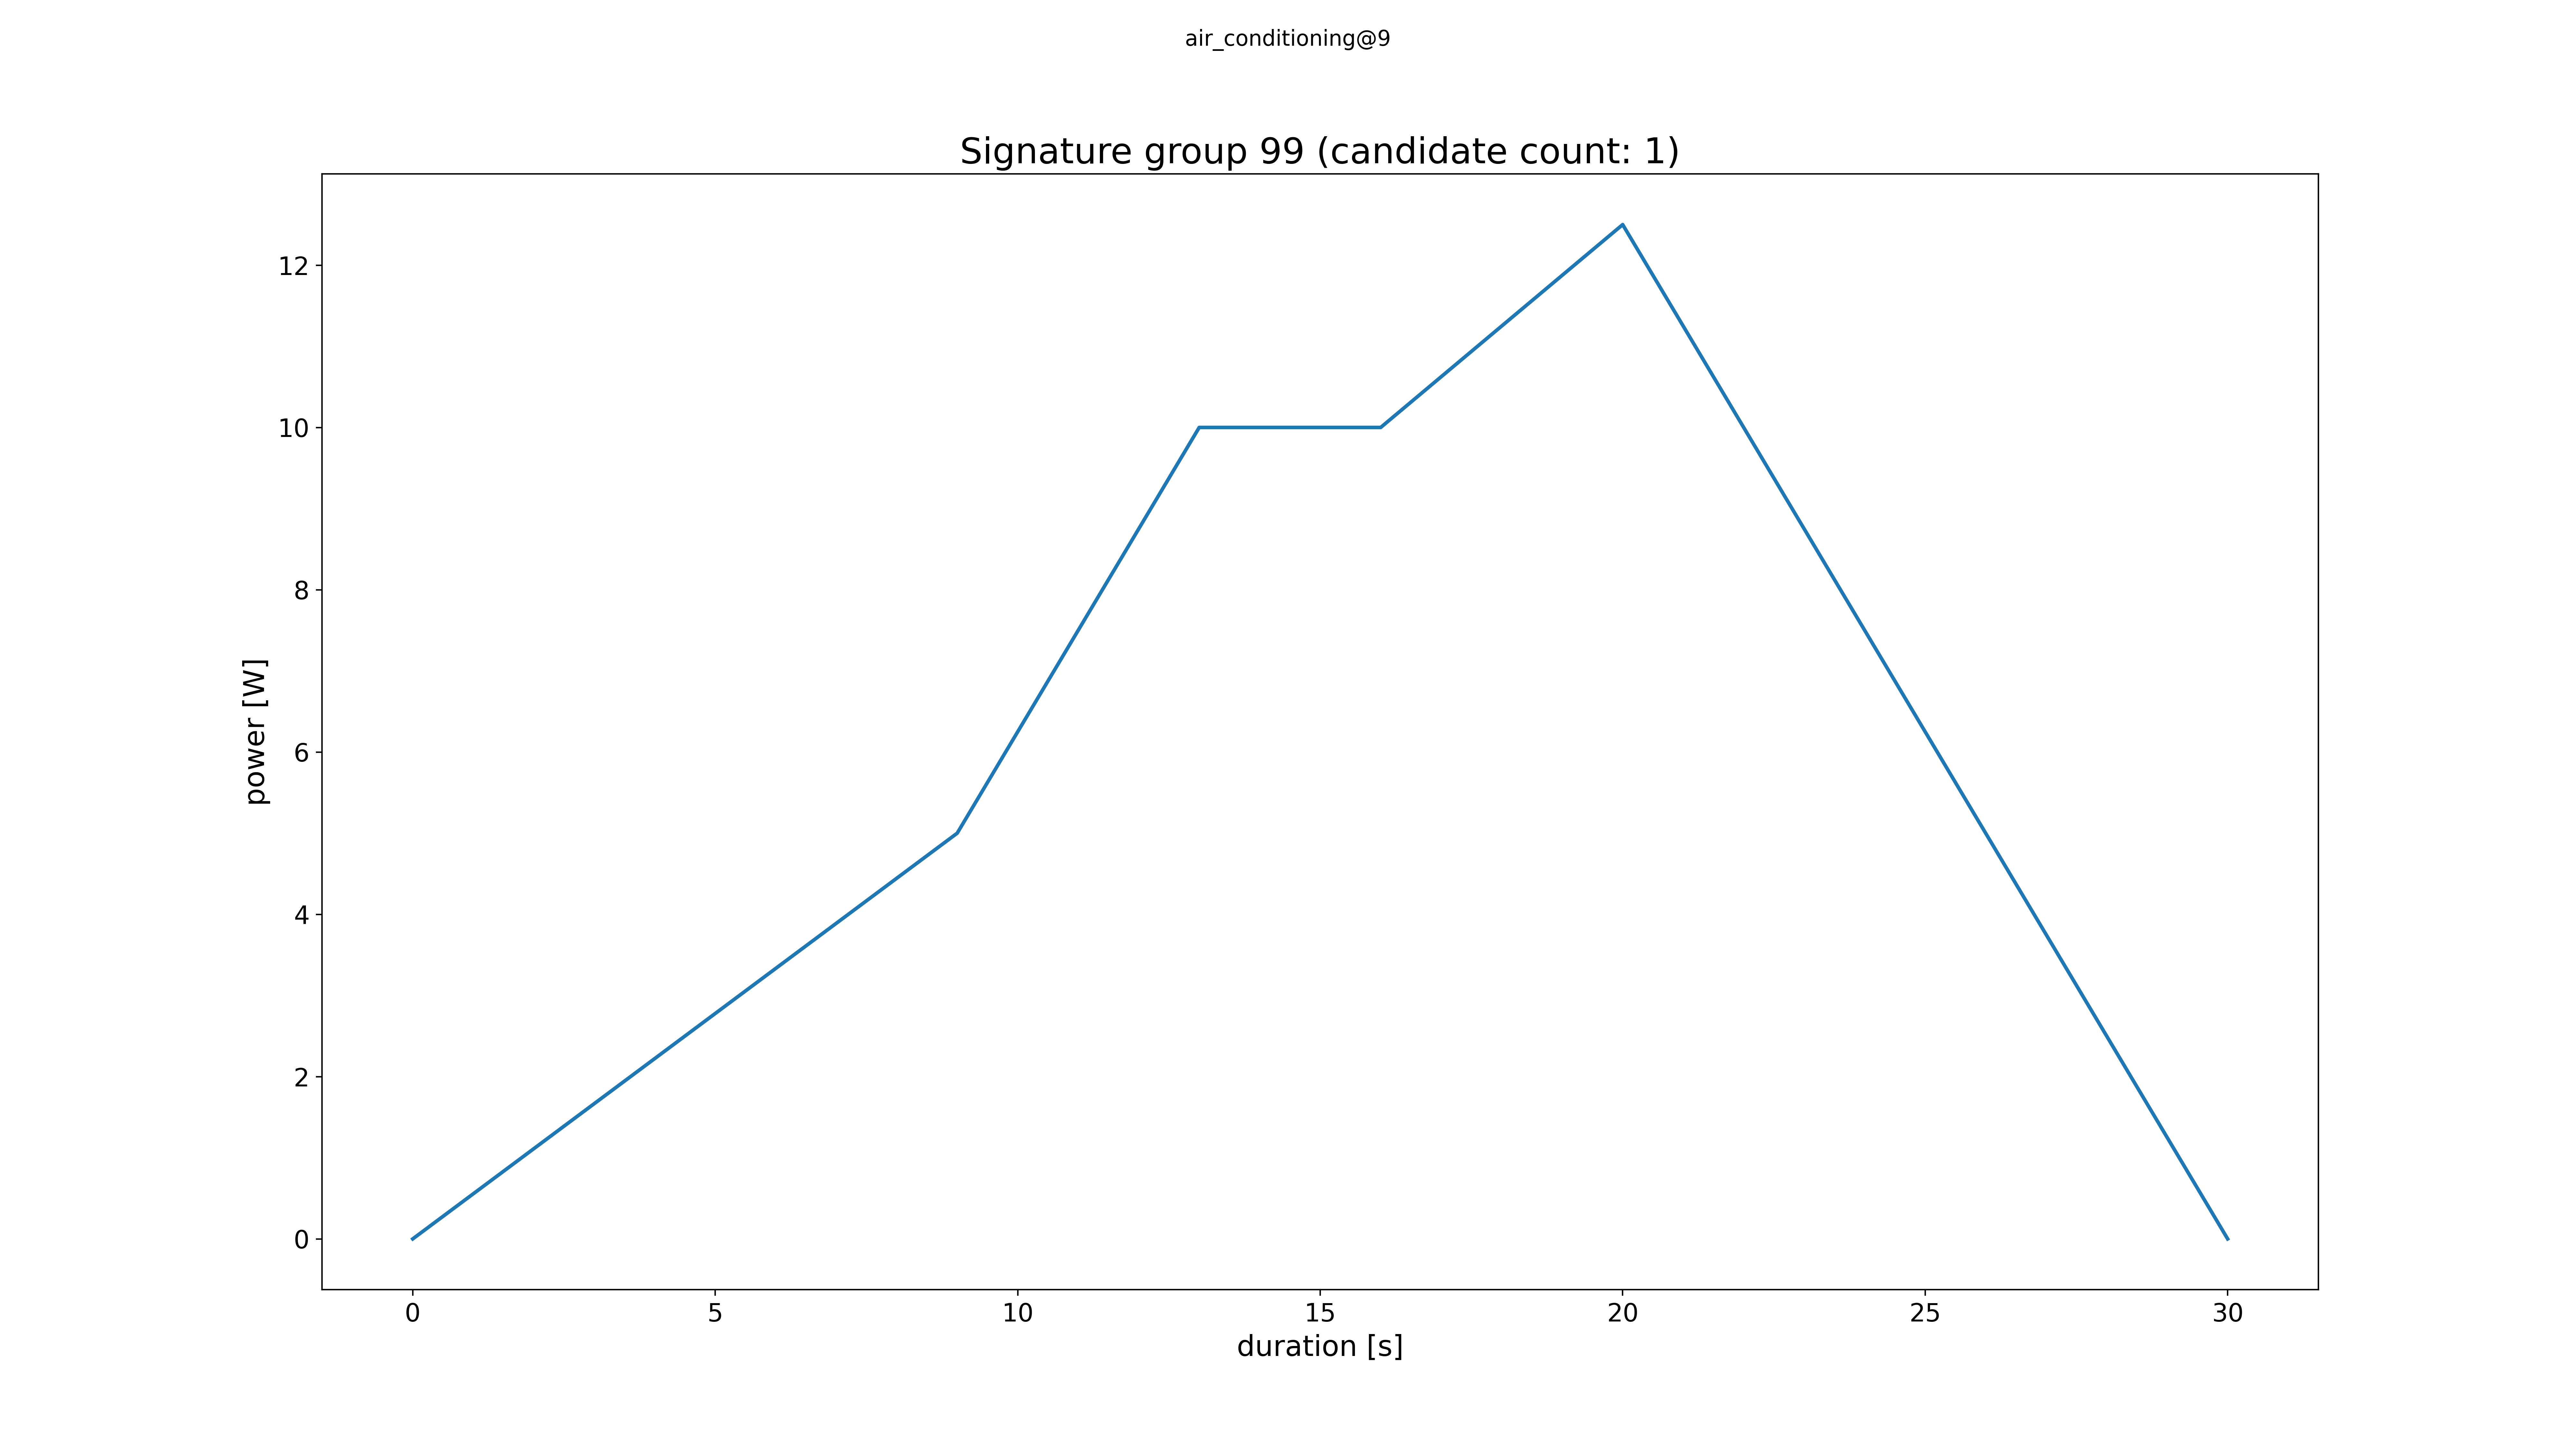 air_conditioning@9
Signature group 99 (candidate count: 1)
12
10
8
6
4
2
0
power [W]
0 5 10 15 20 25 30
duration [s]